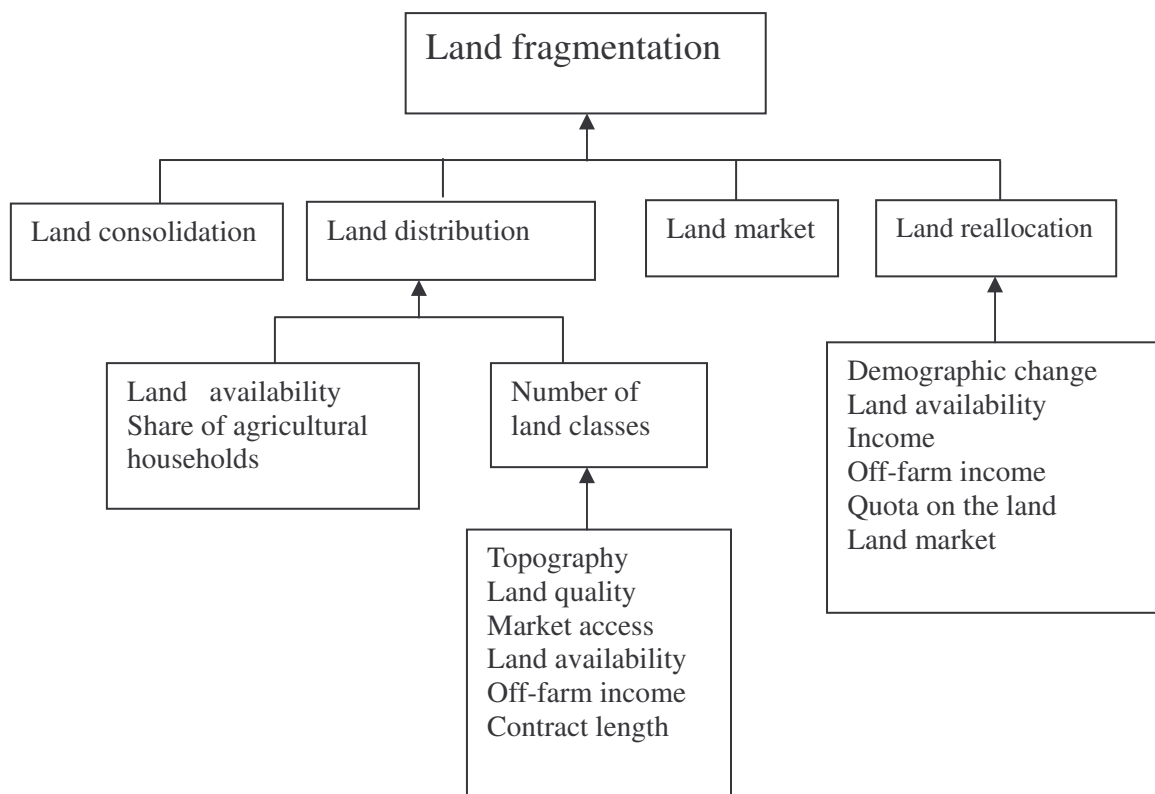 Land fragmentation
Land consolidation
Land distribution
Land market
Land reallocation
Land availability
Share of agricultural
households
Number of
land classes
Demographic change
Land availability
Income
Off-farm income
Quota on the land
Land market
Topography
Land quality
Market access
Land availability
Off-farm income
Contract length